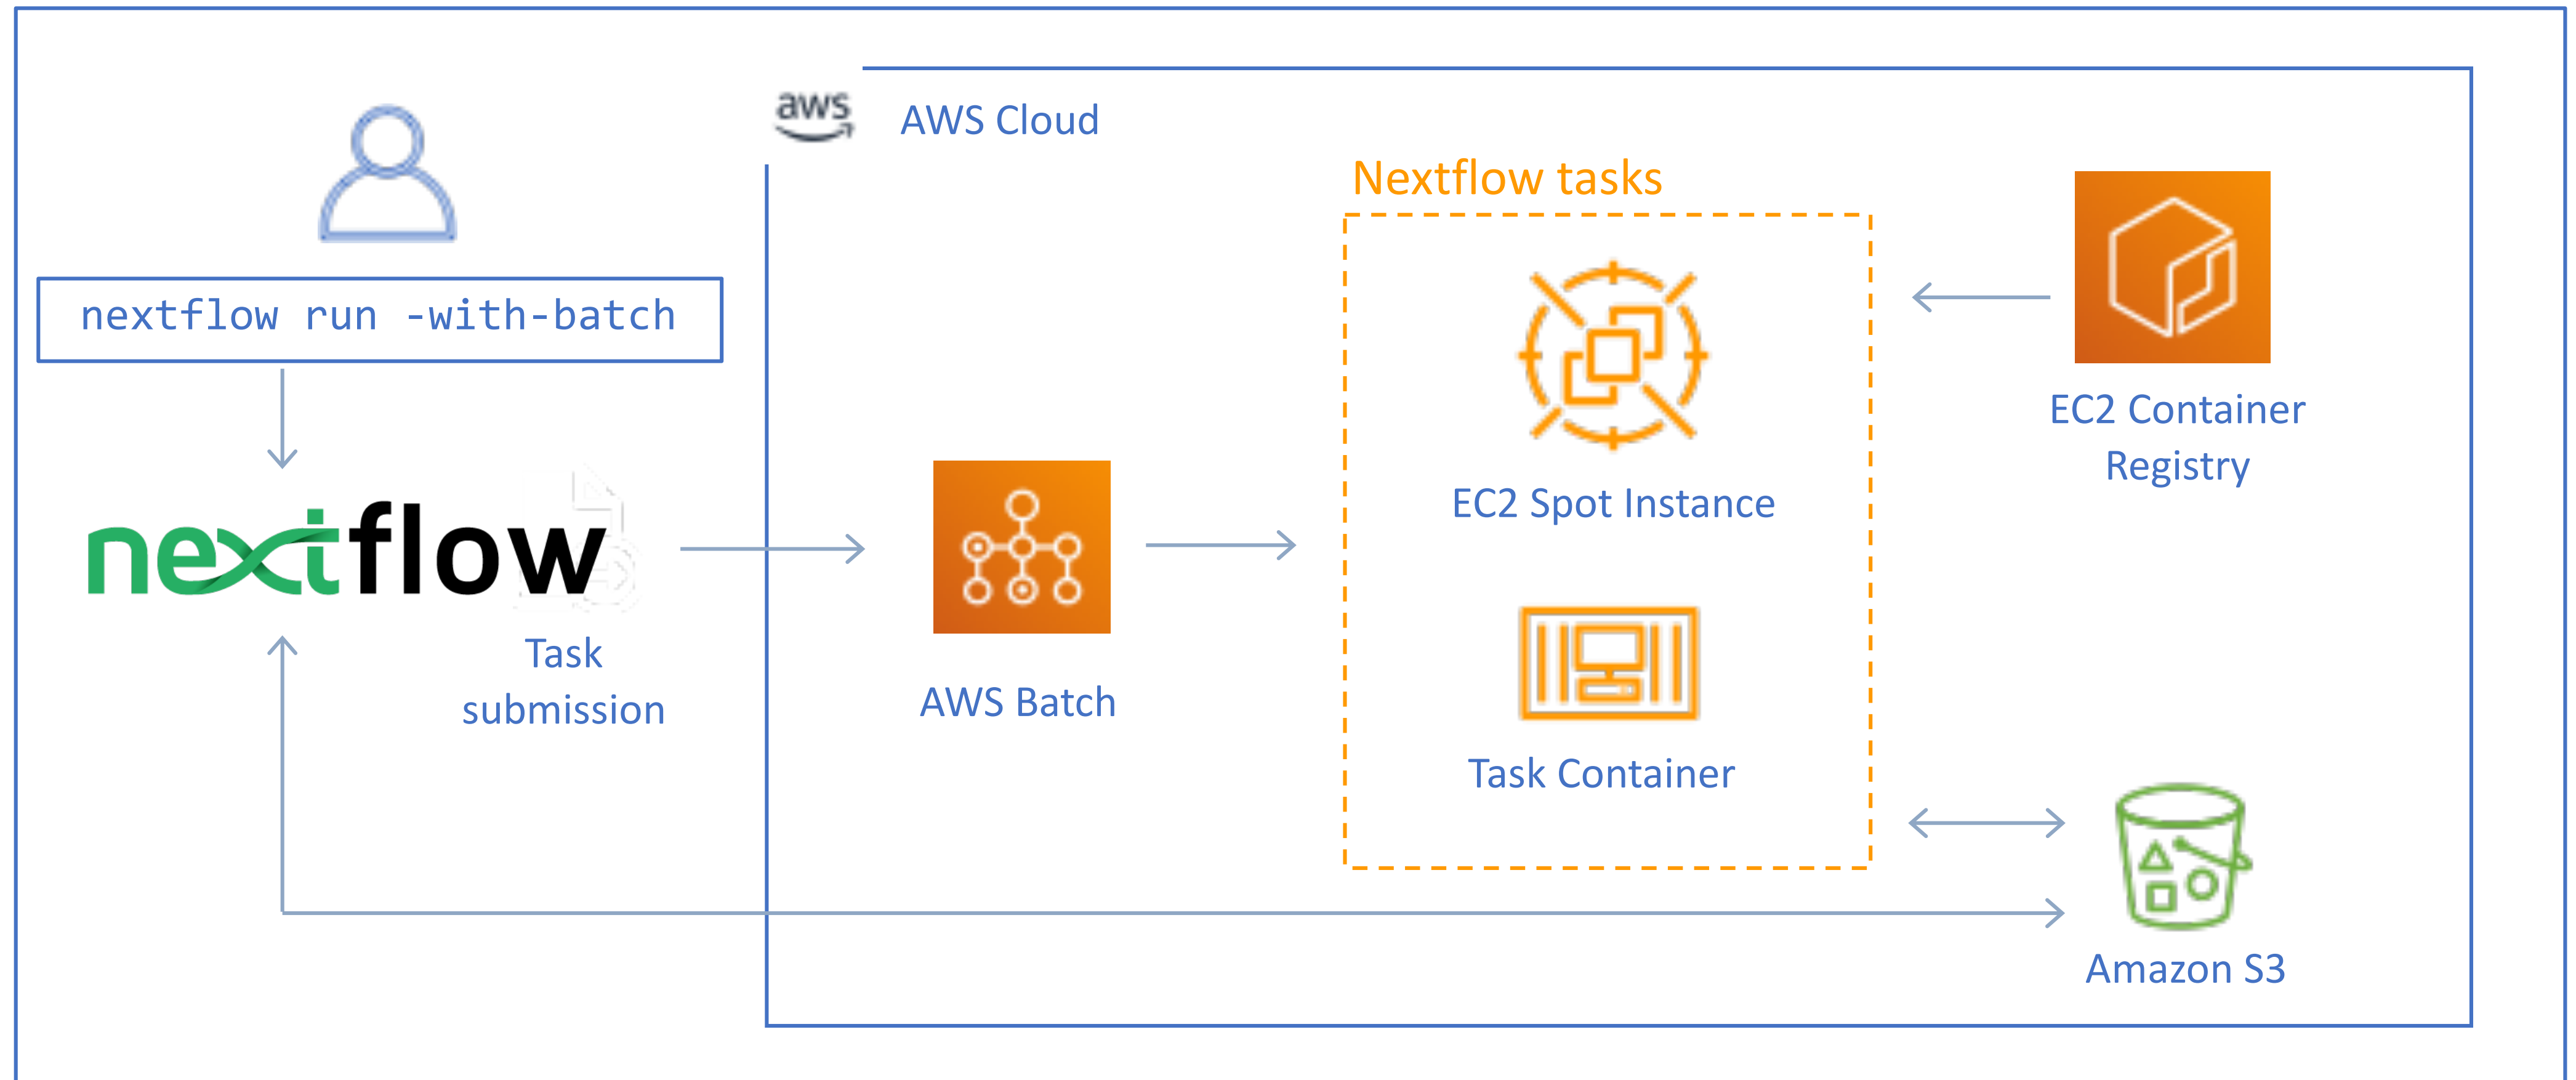 aws
AWS Cloud
Nextflow tasks
nextflow run -with-batch
EC2 Container
Registry
EC2 Spot Instance
nextflow
Task
submission
AWS Batch
Task Container
Amazon S3